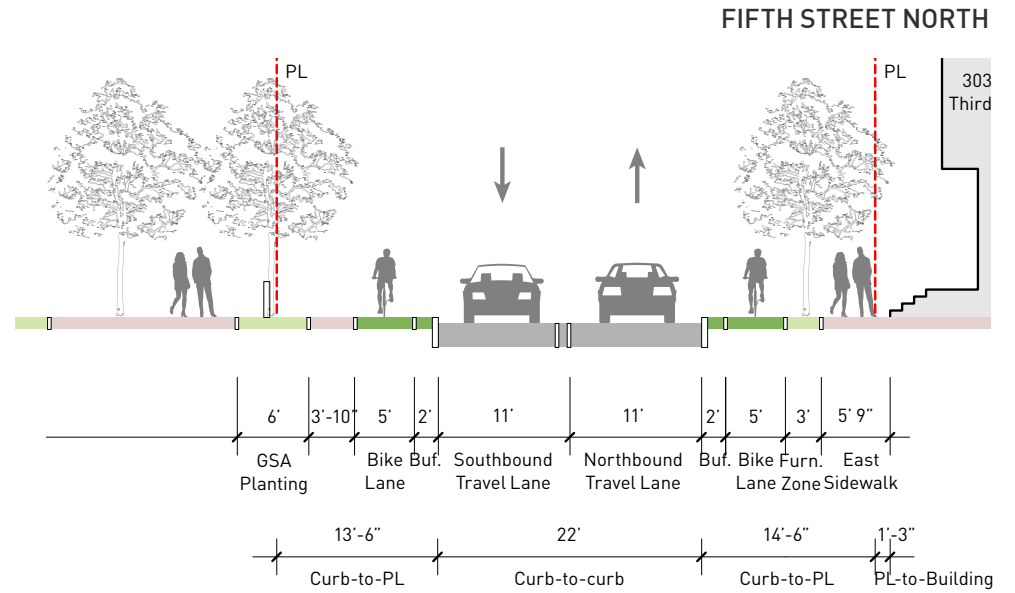 FIFTH STREET NORTH
PL
PL
303
Third
6’
3’-10”
5’
2’
11’
11’
2’
5’
3’
5’ 9”
GSA
Planting
Bike
Lane
Buf.
Southbound
Travel Lane
Northbound
Travel Lane
Buf.
Bike
Lane
Furn.
Zone
East
Sidewalk
13’-6”
22’
14’-6”
1’-3”
Curb-to-PL
Curb-to-curb
Curb-to-PL
PL-to-Building